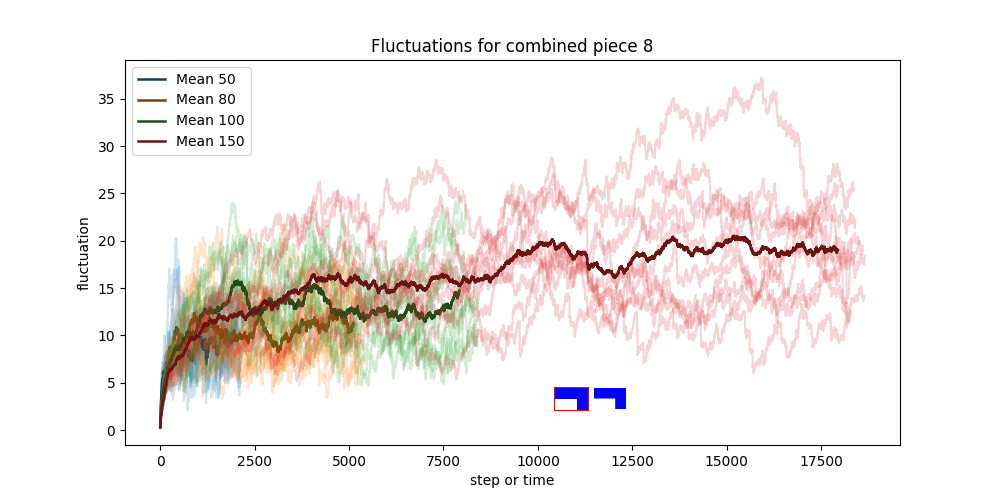 Fluctuations for combined piece 8
Mean 50
Mean 80
Mean 100
Mean 150
fluctuation
35
30
25
20
15
10
5
0
0 2500 5000 7500 10000 12500 15000 17500
step or time